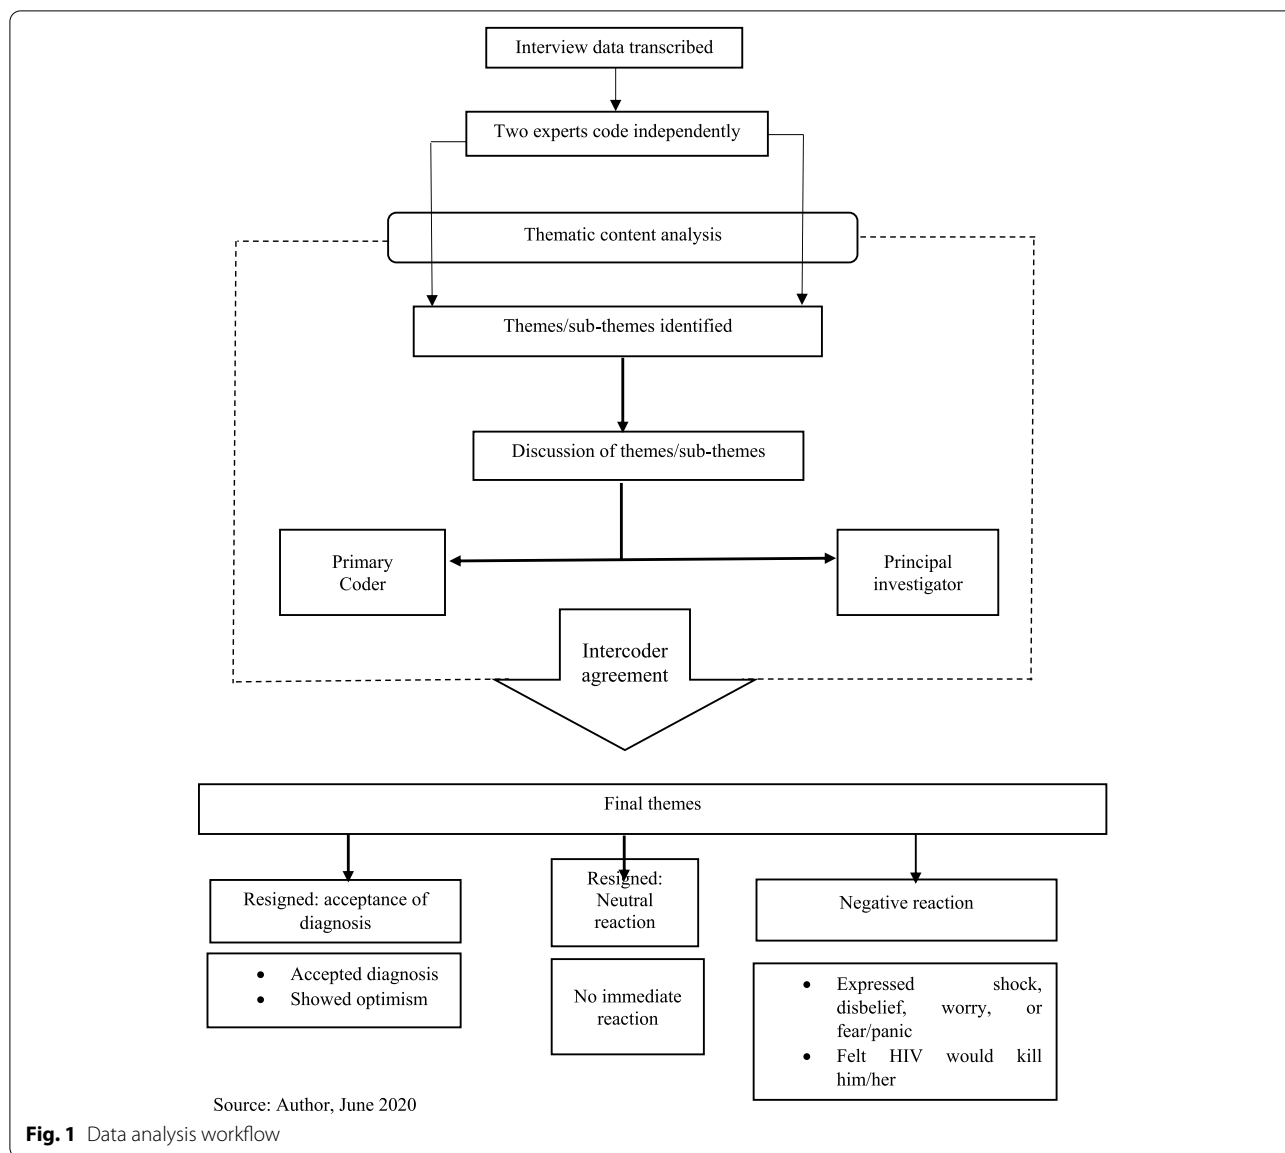 Interview data transcribed
Two experts code independently
Thematic content analysis
Themes/sub-themes identified
Discussion of themes/sub-themes
Primary
Coder
Principal
investigator
Intercoder
agreement
Final themes
Resigned: acceptance of
diagnosis
• Accepted diagnosis
• Showed optimism
Resigned:
Neutral
reaction
No immediate
reaction
Negative reaction
• Expressed shock,
disbelief, worry, or
fear/panic
• Felt HIV would kill
him/her
Source: Author, June 2020
Fig. 1 Data analysis workflow